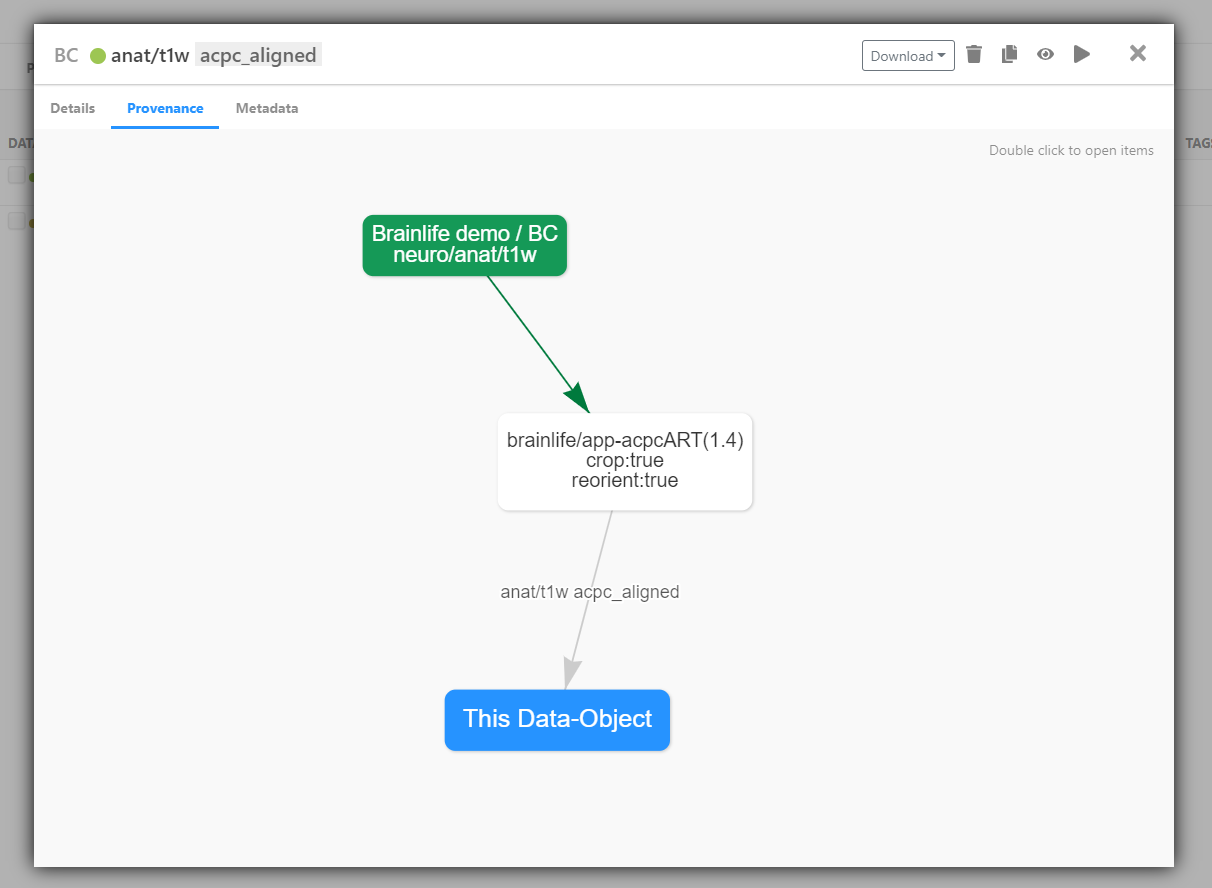 BC anat/t1w acpc_aligned
Download
Details Provenance Metadata
Double click to open items
Brainlife demo / BC
neuro/anat/t1w
brainlife/app-acpcART(1.4)
crop:true
reorient:true
anat/t1w acpc_aligned
This Data-Object